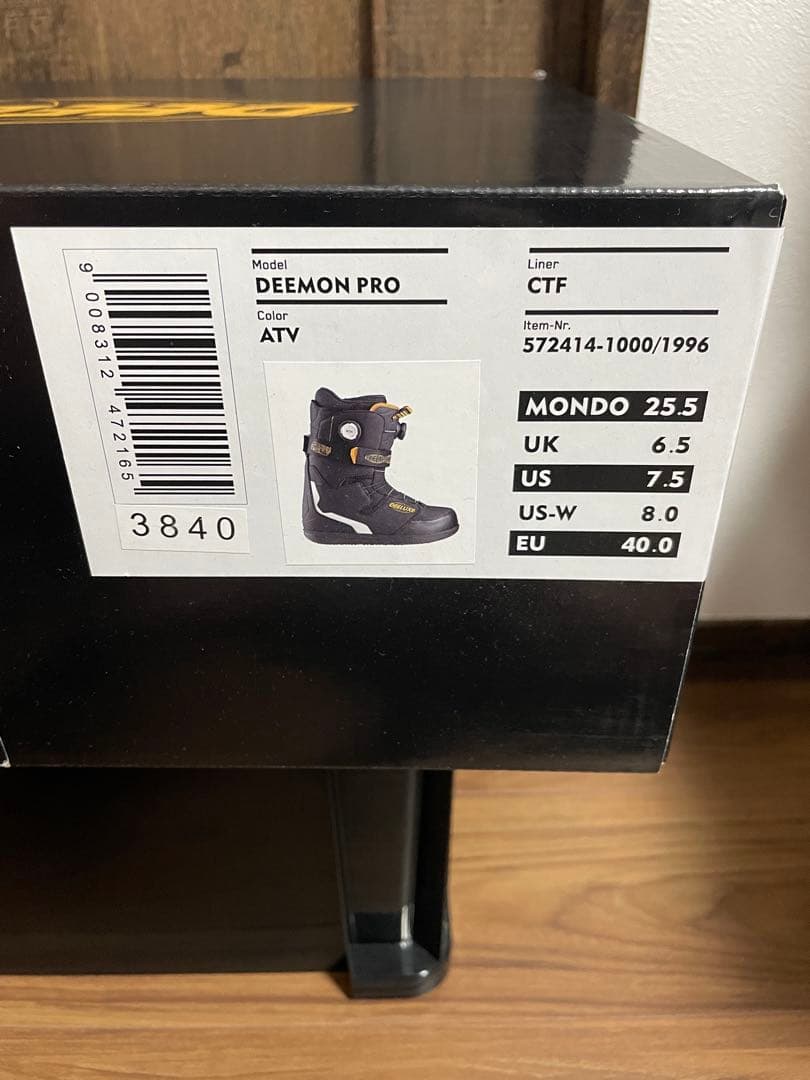 9 008312 472165
3840
Model
DEEMON PRO
Color
ATV
DEELUXE
Liner
CTF
Item-Nr.
572414-1000/1996
MONDO 25.5
UK 6.5
US 7.5
US-W 8.0
EU 40.0